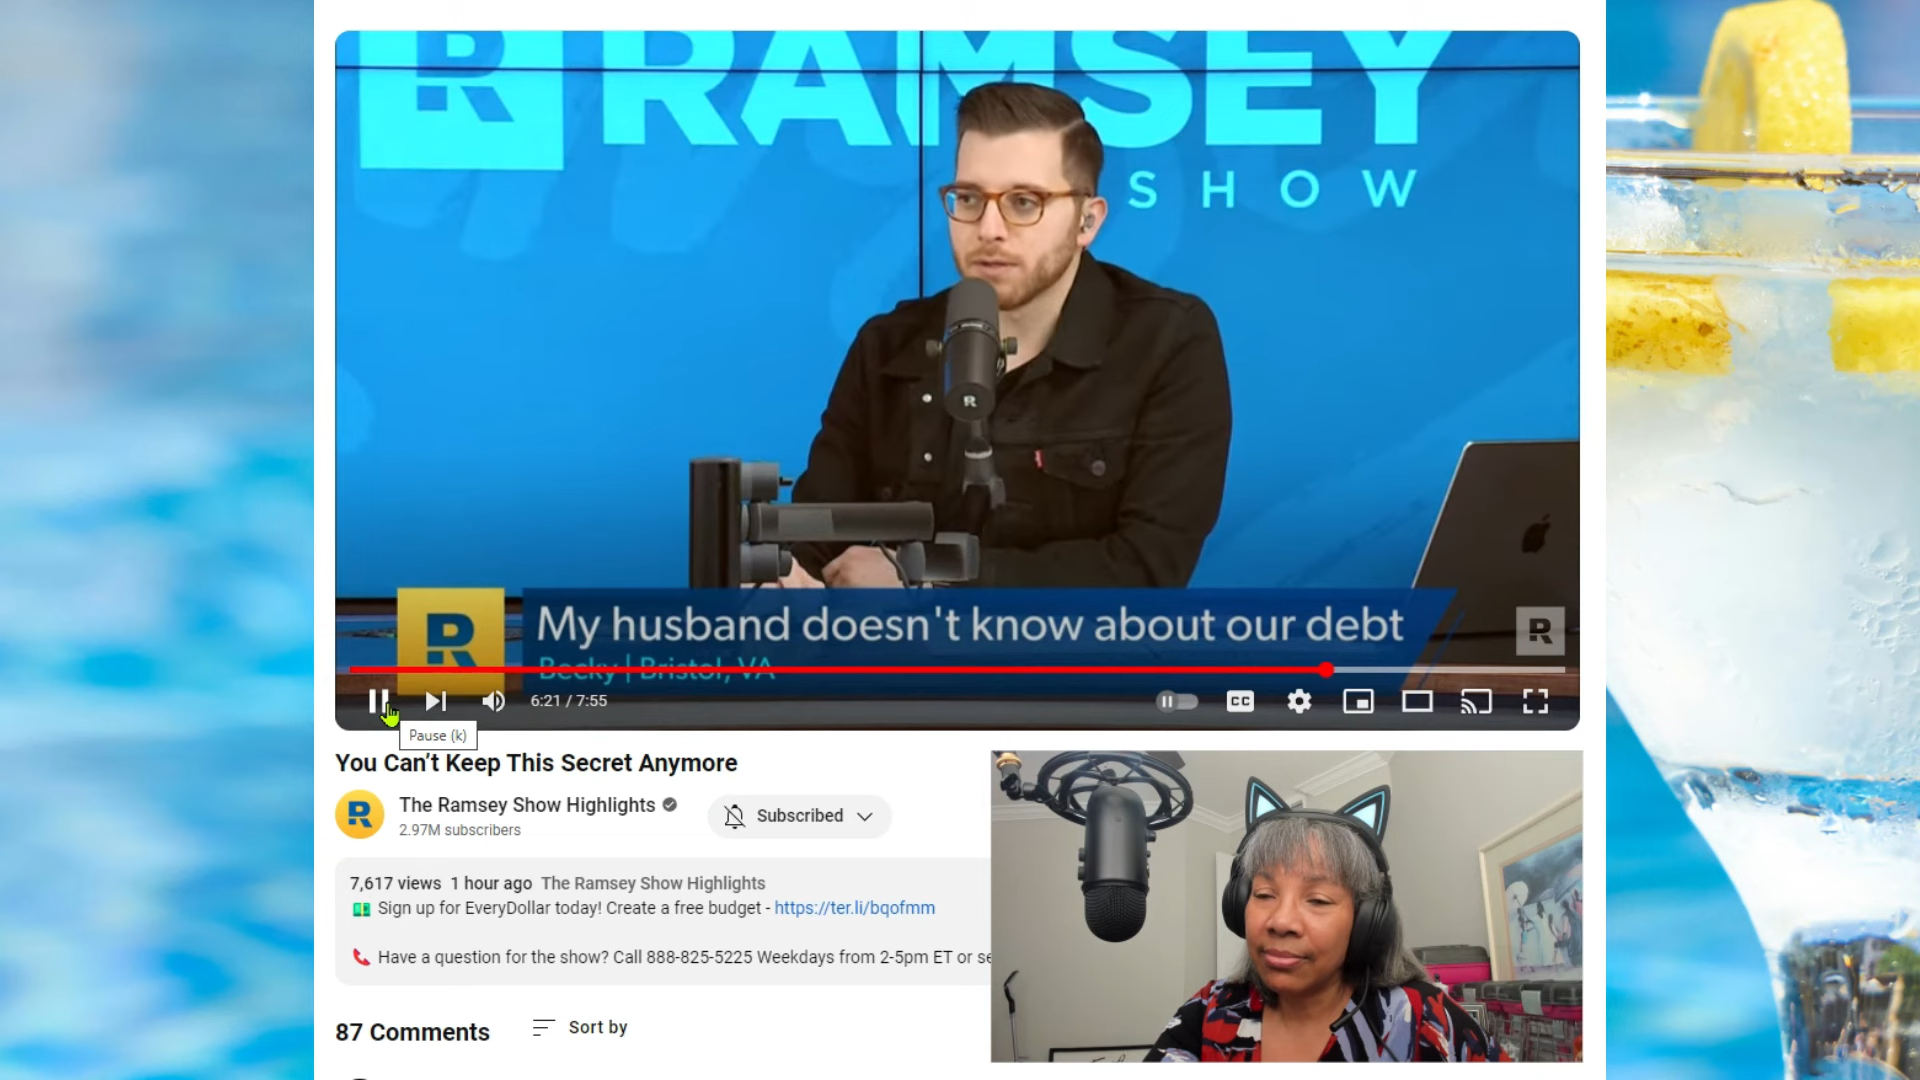 RAMSEY
SHOW
R
My husband doesn't know about our debt
R
Becky | Bristol, VA
6:21 / 7:55
CC
Pause (k)
You Can't Keep This Secret Anymore
R
The Ramsey Show Highlights
Subscribed
2.97M subscribers
7,617 views 1 hour ago The Ramsey Show Highlights
Sign up for EveryDollar today! Create a free budget - https://ter.li/bqofmm
Have a question for the show? Call 888-825-5225 Weekdays from 2-5pm ET or se
87 Comments
Sort by